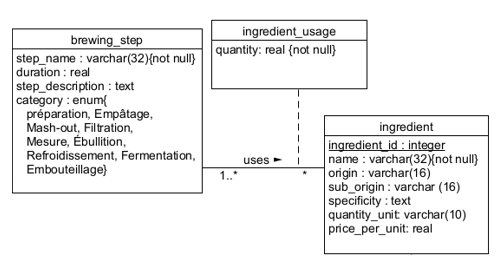 brewing_step
step_name : varchar(32){not null}
duration : real
step_description : text
category : enum{
préparation, Empâtage,
Mash-out, Filtration,
Mesure, Ébullition,
Refroidissement, Fermentation,
Embouteillage}
ingredient_usage
quantity: real {not null}
uses ►
1..*
*
ingredient
ingredient_id : integer
name : varchar(32){not null}
origin : varchar(16)
sub_origin : varchar (16)
specificity : text
quantity_unit: varchar(10)
price_per_unit: real